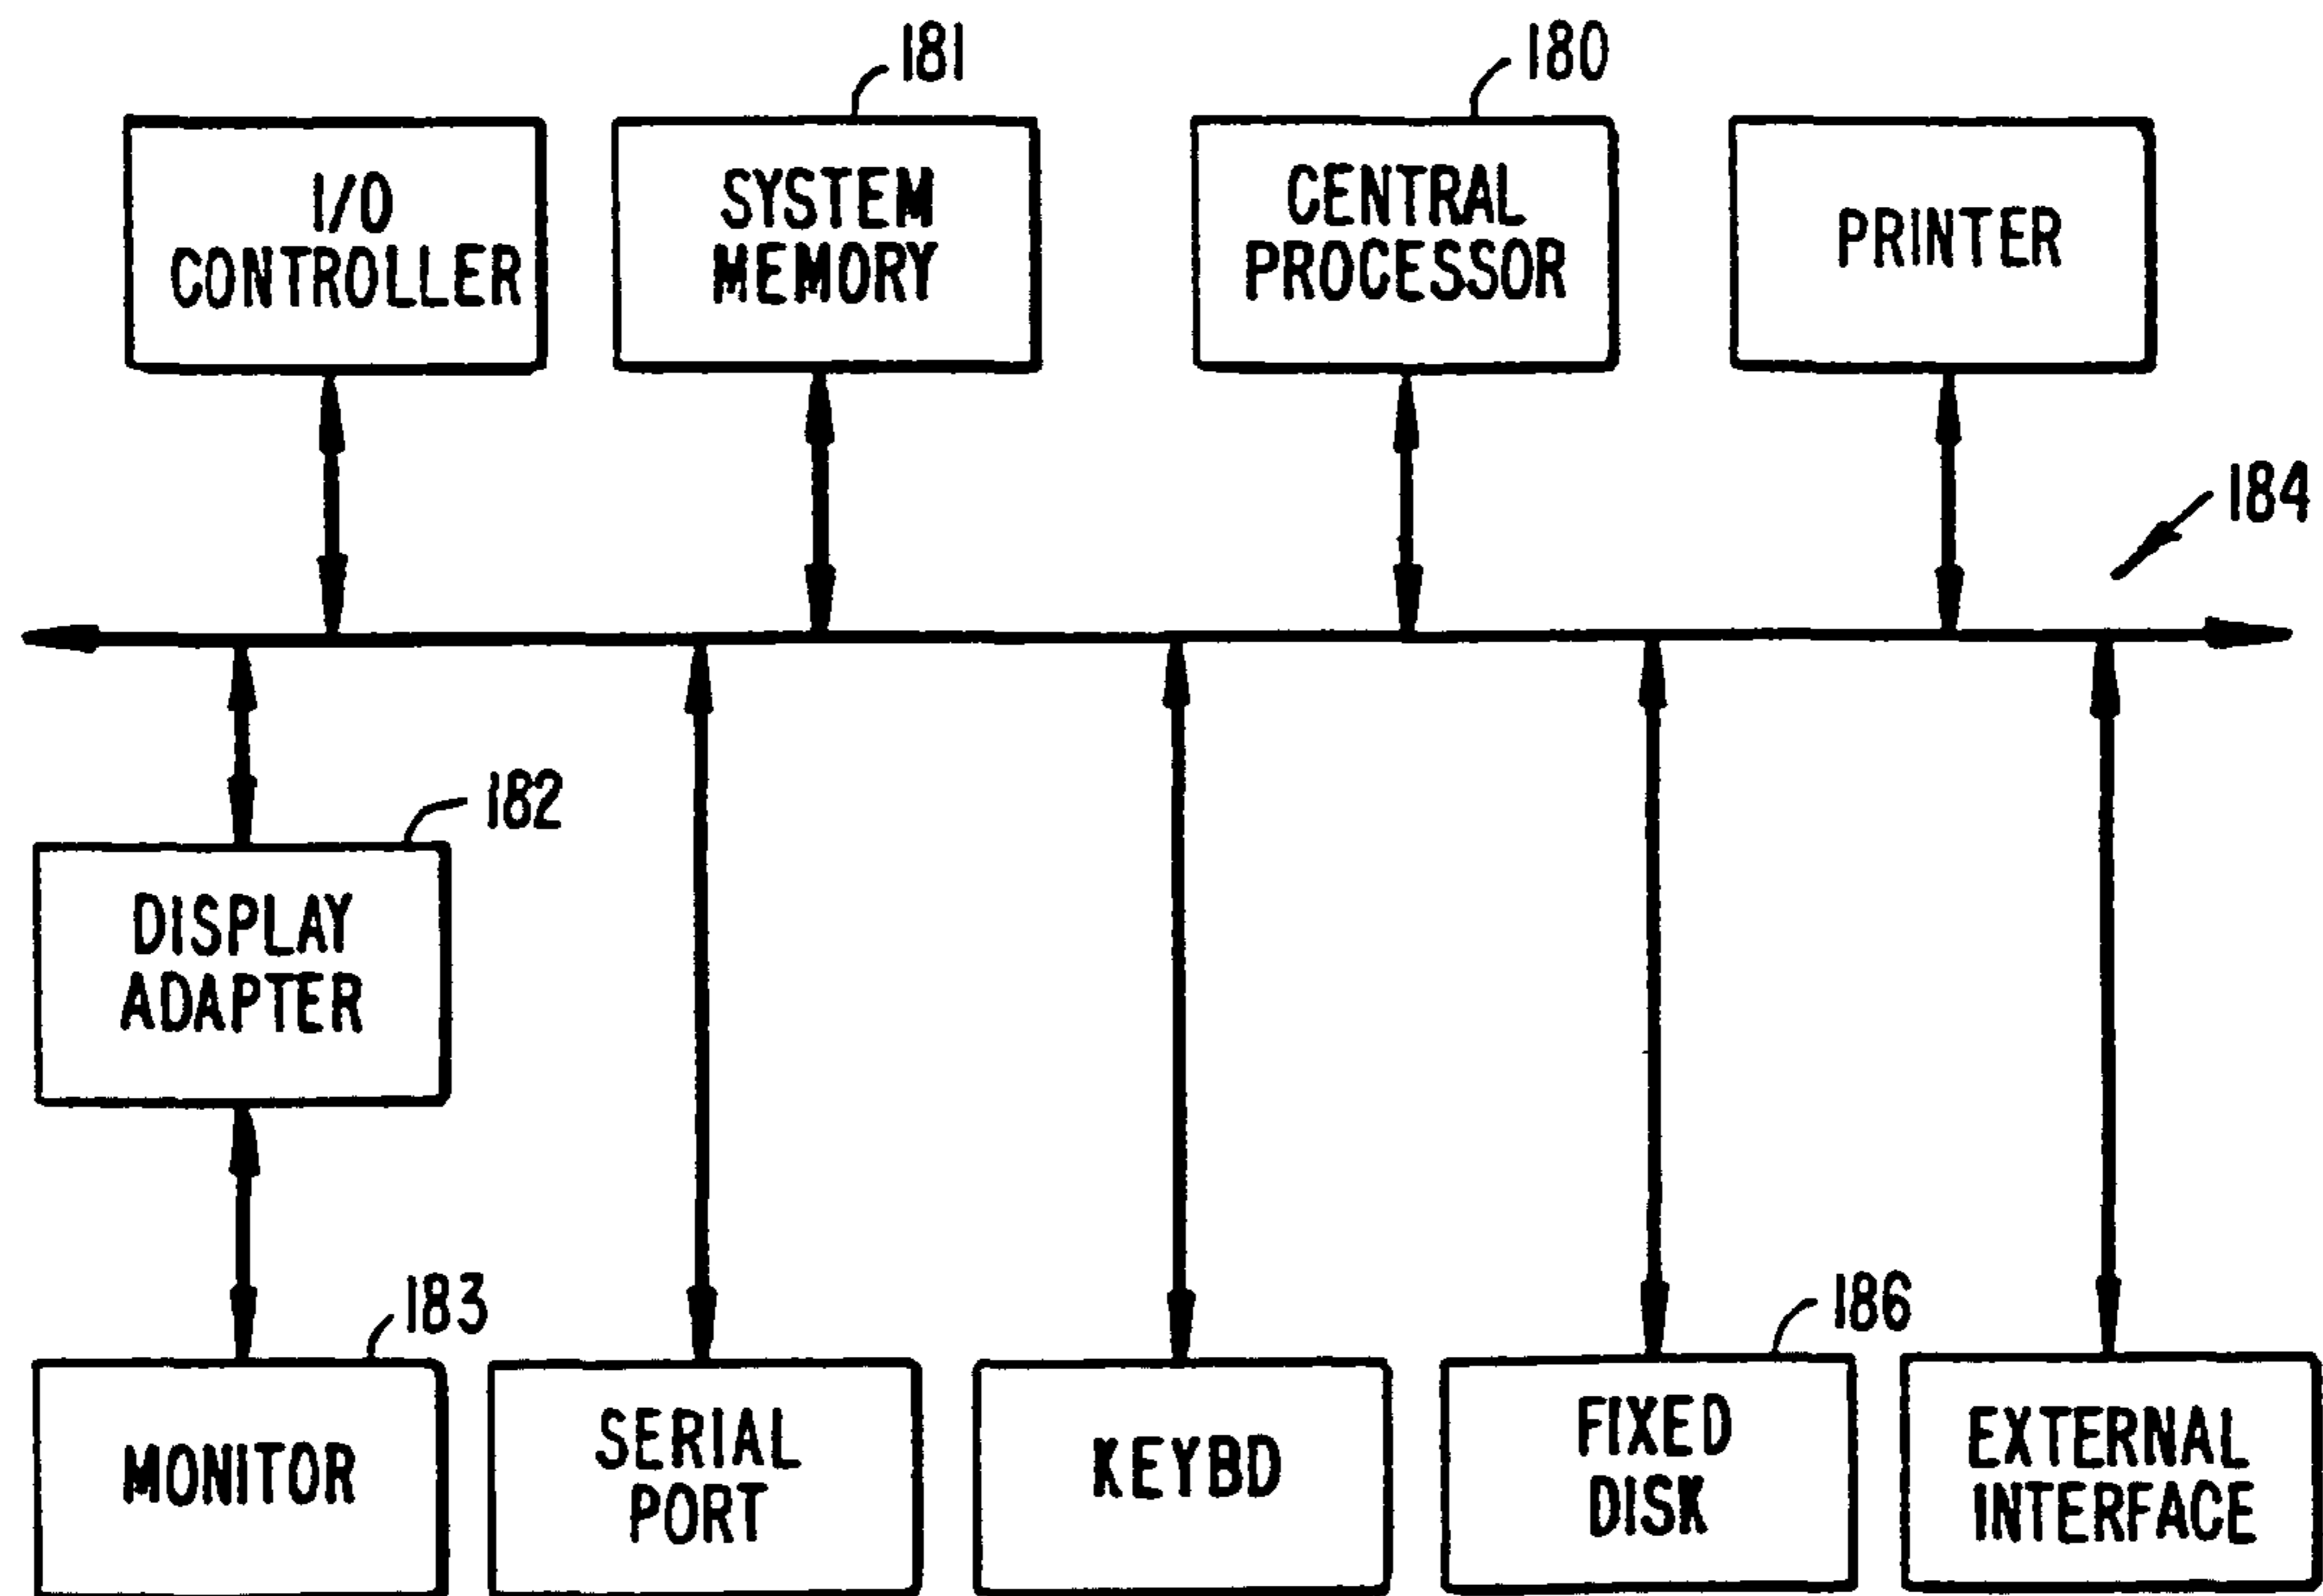 181
180
I/O
CONTROLLER
SYSTEM
MEMORY
CENTRAL
PROCESSOR
PRINTER
184
182
DISPLAY
ADAPTER
183
186
MONITOR
SERIAL
PORT
KEYBD
FIXED
DISK
EXTERNAL
INTERFACE